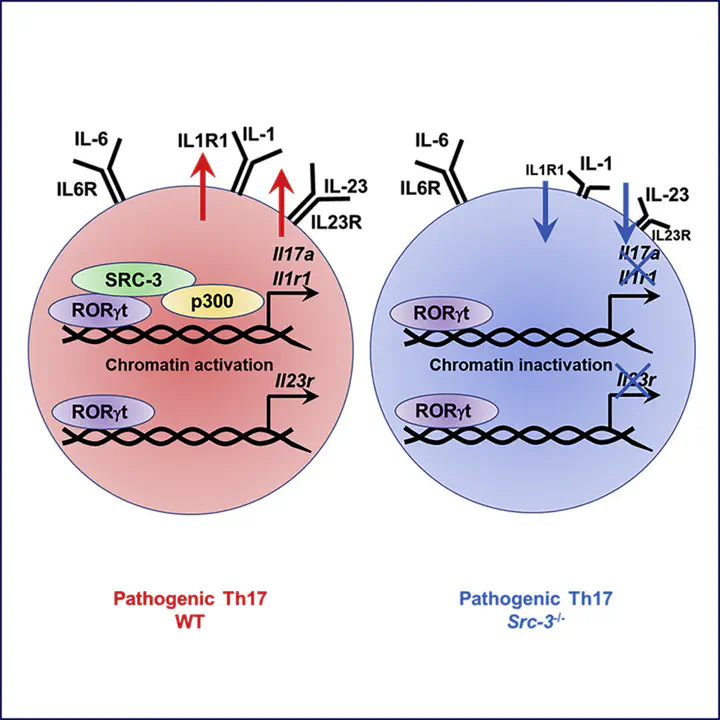 IL-6
IL6R
IL1R1
IL-1
IL-23
IL23R
Il17a
Il1r1
SRC-3
p300
RORγt
Chromatin activation
Il23r
RORγt
Pathogenic Th17
WT
IL-6
IL6R
IL1R1
IL-1
IL-23
IL23R
Il17a
Il1r1
RORγt
Chromatin inactivation
Il23r
RORγt
Pathogenic Th17
Src-3-/-